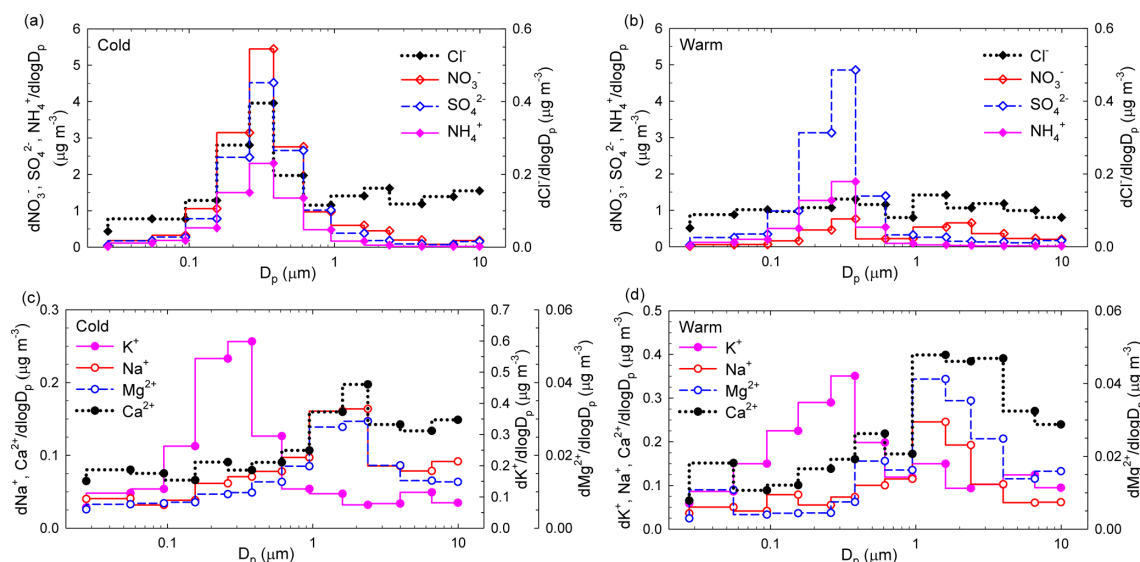 (a)
Cold
Cl⁻
NO₃⁻
SO₄²⁻
NH₄⁺
6
5
4
3
2
1
0
0.6
0.4
0.2
0.0
0.1
1
10
dNO₃⁻, SO₄²⁻, NH₄⁺/dlogDₚ
(μg m⁻³)
dCl⁻/dlogDₚ (μg m⁻³)
Dₚ (μm)
(b)
Warm
Cl⁻
NO₃⁻
SO₄²⁻
NH₄⁺
6
5
4
3
2
1
0
0.6
0.4
0.2
0.0
0.1
1
10
dNO₃⁻, SO₄²⁻, NH₄⁺/dlogDₚ
(μg m⁻³)
dCl⁻/dlogDₚ (μg m⁻³)
Dₚ (μm)
(c)
Cold
K⁺
Na⁺
Mg²⁺
Ca²⁺
0.3
0.2
0.1
0.0
0.7
0.6
0.5
0.4
0.3
0.2
0.1
0.0
0.06
0.04
0.02
0.00
0.1
1
10
dNa⁺, Ca²⁺/dlogDₚ (μg m⁻³)
dK⁺/dlogDₚ (μg m⁻³)
dMg²⁺/dlogDₚ (μg m⁻³)
Dₚ (μm)
(d)
Warm
K⁺
Na⁺
Mg²⁺
Ca²⁺
0.5
0.4
0.3
0.2
0.1
0.0
0.06
0.04
0.02
0.00
0.1
1
10
dK⁺, Na⁺, Ca²⁺/dlogDₚ (μg m⁻³)
dMg²⁺/dlogDₚ (μg m⁻³)
Dₚ (μm)